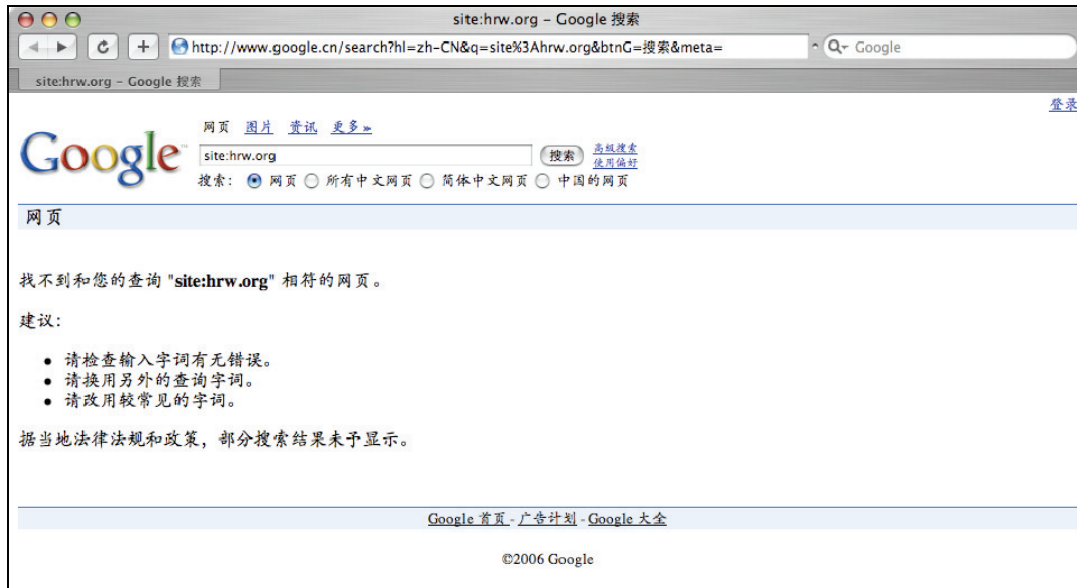 site:hrw.org – Google 搜索
http://www.google.cn/search?hl=zh-CN&q=site%3Ahrw.org&btnG=搜索&meta=
Google
site:hrw.org – Google 搜索
登录
网页 图片 资讯 更多 »
Google™
site:hrw.org 搜索 高级搜索
使用偏好
搜索: 网页 所有中文网页 简体中文网页 中国的网页
网页
找不到和您的查询 "site:hrw.org" 相符的网页。
建议:
• 请检查输入字词有无错误。
• 请换用另外的查询字词。
• 请改用较常见的字词。
据当地法律法规和政策，部分搜索结果未予显示。
Google 首页 - 广告计划 - Google 大全
©2006 Google